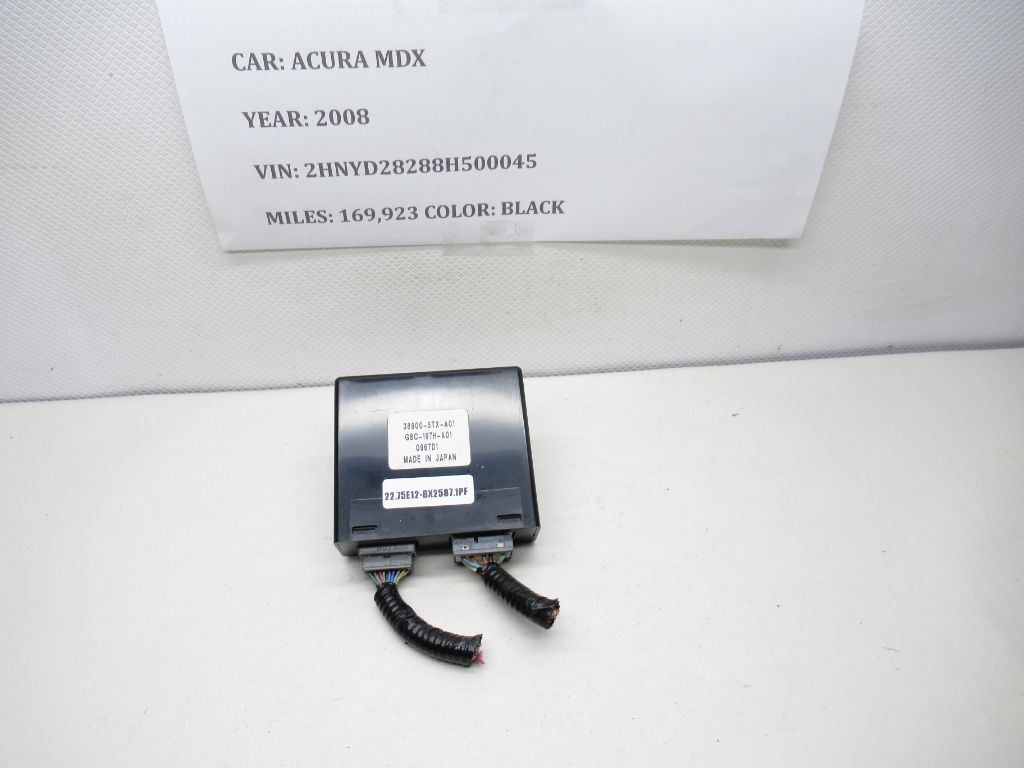 CAR: ACURA MDX
YEAR: 2008
VIN: 2HNYD28288H500045
MILES: 169,923 COLOR: BLACK
38900-STX-A01
G8C-197H-A01
0967D1
MADE IN JAPAN
22.75E12-BX2587.1PF